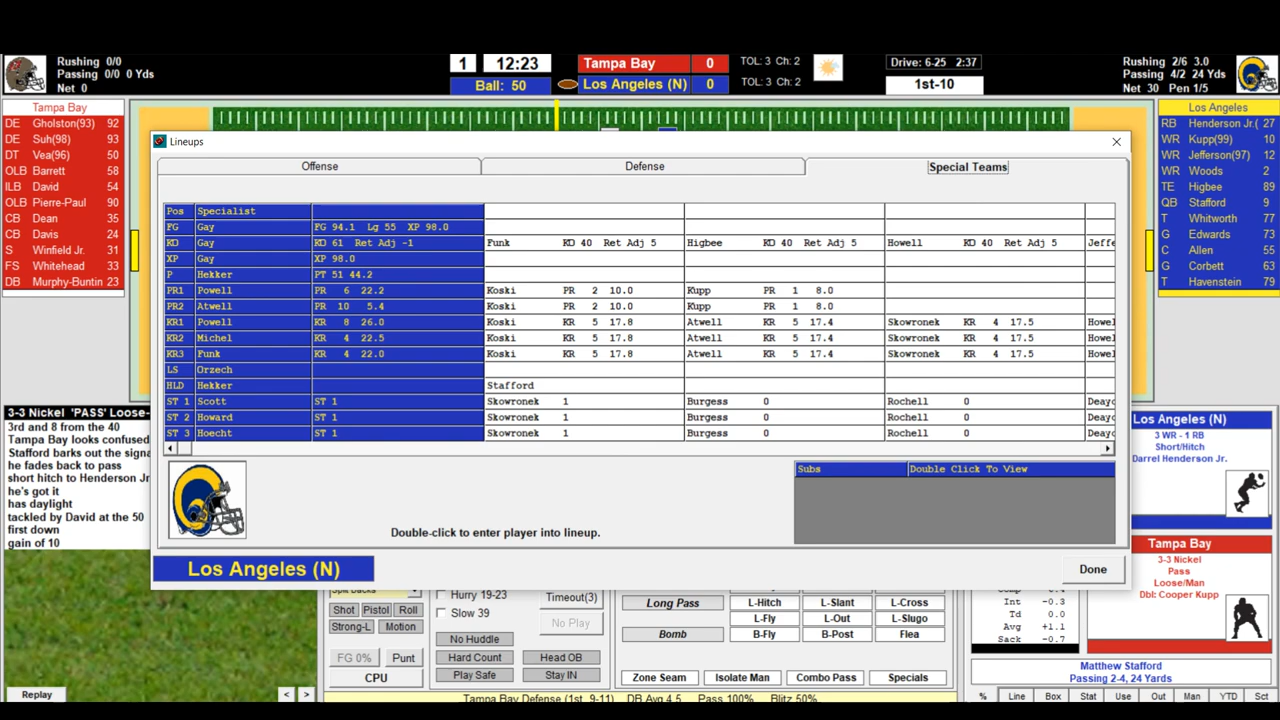 Rushing 0/0
Passing 0/0 0 Yds
Net 0
1 12:23
Ball: 50
Tampa Bay 0
Los Angeles (N) 0
TOL: 3 Ch: 2
TOL: 3 Ch: 2
Drive: 6-25 2:37
1st-10
Rushing 2/6 3.0
Passing 4/2 24 Yds
Net 30 Pen 1/5
Tampa Bay
DE Gholston(93) 92
DE Suh(98) 93
DT Vea(96) 50
OLB Barrett 58
ILB David 54
OLB Pierre-Paul 90
CB Dean 35
CB Davis 24
S Winfield Jr. 31
FS Whitehead 33
DB Murphy-Buntin 23
Los Angeles
RB Henderson Jr.( 27
WR Kupp(99) 10
WR Jefferson(97) 12
WR Woods 2
TE Higbee 89
QB Stafford 9
T Whitworth 77
G Edwards 73
C Allen 55
G Corbett 63
T Havenstein 79
Lineups
Offense Defense Special Teams
Pos Specialist
FG Gay FG 94.1 Lg 55 XP 98.0
KO Gay KO 61 Ret Adj -1 Funk KO 40 Ret Adj 5 Higbee KO 40 Ret Adj 5 Howell KO 40 Ret Adj 5 Jeffe
XP Gay XP 98.0
P Hekker PT 51 44.2
PR1 Powell PR 6 22.2 Koski PR 2 10.0 Kupp PR 1 8.0
PR2 Atwell PR 10 5.4 Koski PR 2 10.0 Kupp PR 1 8.0
KR1 Powell KR 8 26.0 Koski KR 5 17.8 Atwell KR 5 17.4 Skowronek KR 4 17.5 Howel
KR2 Michel KR 4 22.5 Koski KR 5 17.8 Atwell KR 5 17.4 Skowronek KR 4 17.5 Howel
KR3 Funk KR 4 22.0 Koski KR 5 17.8 Atwell KR 5 17.4 Skowronek KR 4 17.5 Howel
LS Orzech
HLD Hekker Stafford
ST 1 Scott ST 1 Skowronek 1 Burgess 0 Rochell 0 Deayo
ST 2 Howard ST 1 Skowronek 1 Burgess 0 Rochell 0 Deayo
ST 3 Hoecht ST 1 Skowronek 1 Burgess 0 Rochell 0 Deayo
Subs Double Click To View
Double-click to enter player into lineup.
Los Angeles (N)
Done
3-3 Nickel 'PASS' Loose-
3rd and 8 from the 40
Tampa Bay looks confused
Stafford barks out the signa
he fades back to pass
short hitch to Henderson Jr
he's got it
has daylight
tackled by David at the 50
first down
gain of 10
Los Angeles (N)
3 WR - 1 RB
Short/Hitch
Darrel Henderson Jr.
Tampa Bay
3-3 Nickel
Pass
Loose/Man
Dbl: Cooper Kupp
Split Backs
Shot Pistol Roll
Strong-L Motion
FG 0% Punt
CPU
Hurry 19-23
Slow 39
Timeout(3)
No Play
No Huddle
Hard Count Head OB
Play Safe Stay IN
Long Pass L-Hitch L-Slant L-Cross
L-Fly L-Out L-Slugo
Bomb B-Fly B-Post Flea
Zone Seam Isolate Man Combo Pass Specials
Int -0.3
Td 0.0
Avg +1.1
Sack -0.7
Matthew Stafford
Passing 2-4, 24 Yards
Replay < >
Tampa Bay Defense (1st, 9-11) DB Avg 4.5 Pass 100% Blitz 50%
% Line Box Stat Use Out Man YTD Sct